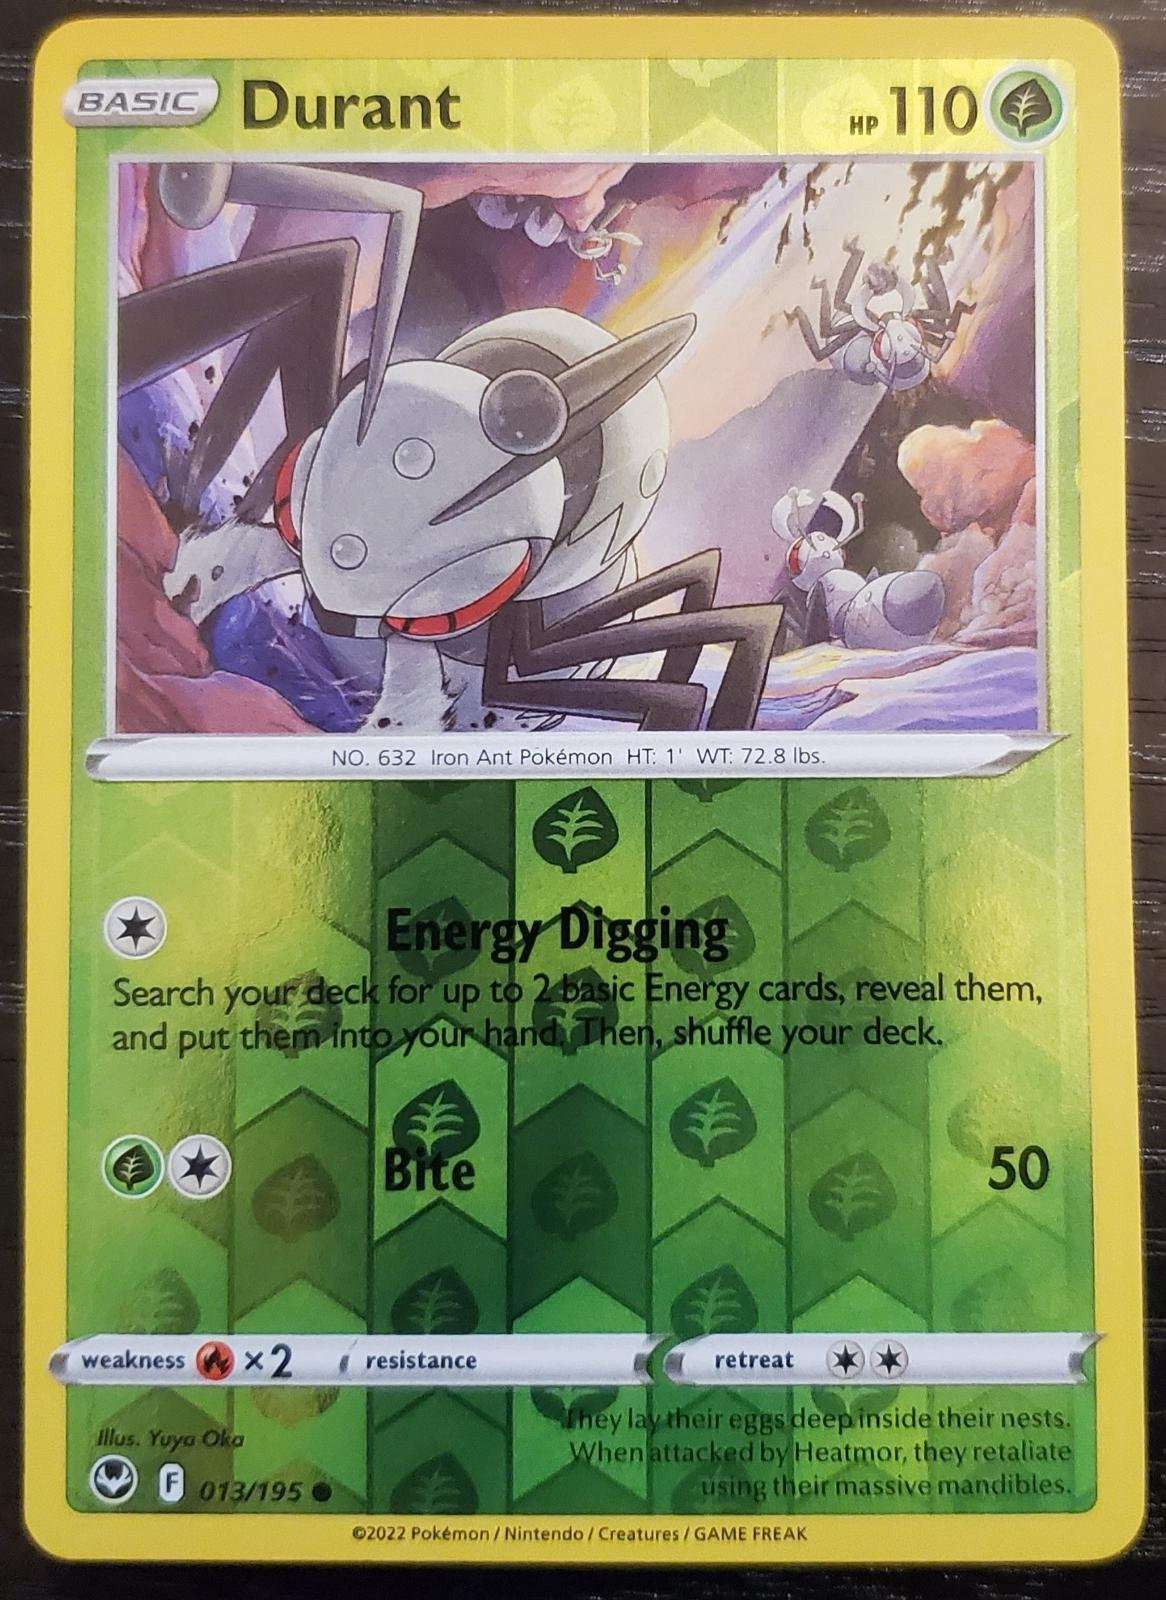 BASIC Durant HP 110
NO. 632 Iron Ant Pokémon HT: 1' WT: 72.8 lbs.
Energy Digging
Search your deck for up to 2 basic Energy cards, reveal them,
and put them into your hand. Then, shuffle your deck.
Bite 50
weakness ×2 resistance retreat
They lay their eggs deep inside their nests.
When attacked by Heatmor, they retaliate
using their massive mandibles.
Illus. Yuya Oka
F 013/195
©2022 Pokémon / Nintendo / Creatures / GAME FREAK